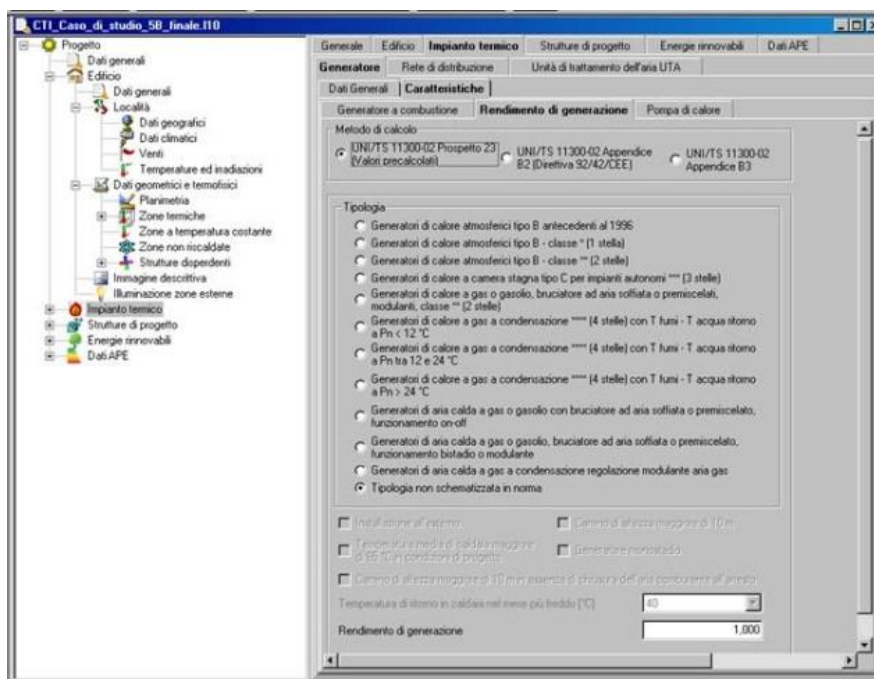 CTI_Caso_di_studio_5B_finale.I10
Progetto
Dati generali
Edificio
Dati generali
Località
Dati geografici
Dati climatici
Venti
Temperature ed irradiazioni
Dati geometrici e termofisici
Planimetria
Zone termiche
Zone a temperatura costante
Zone non riscaldate
Strutture disperdenti
Immagine descrittiva
Illuminazione zone esterne
Impianto termico
Strutture di progetto
Energie rinnovabili
Dati APE
Generale Edificio Impianto termico Strutture di progetto Energie rinnovabili Dati APE
Generatore Rete di distribuzione Unità di trattamento dell'aria UTA
Dati Generali Caratteristiche
Generatore a combustione Rendimento di generazione Pompa di calore
Metodo di calcolo
UNI/TS 11300-02 Prospetto 23
(Valori precalcolati)
UNI/TS 11300-02 Appendice
B2 (Direttiva 92/42/CEE)
UNI/TS 11300-02
Appendice B3
Tipologia
Generatori di calore atmosferici tipo B antecedenti al 1996
Generatori di calore atmosferici tipo B - classe * (1 stella)
Generatori di calore atmosferici tipo B - classe ** (2 stelle)
Generatori di calore a camera stagna tipo C per impianti autonomi *** (3 stelle)
Generatori di calore a gas o gasolio, bruciatore ad aria soffiata o premiscelati,
modulanti, classe ** (2 stelle)
Generatori di calore a gas a condensazione **** (4 stelle) con T fumi - T acqua ritorno
a Pn < 12 °C
Generatori di calore a gas a condensazione **** (4 stelle) con T fumi - T acqua ritorno
a Pn tra 12 e 24 °C
Generatori di calore a gas a condensazione **** (4 stelle) con T fumi - T acqua ritorno
a Pn > 24 °C
Generatori di aria calda a gas o gasolio con bruciatore ad aria soffiata o premiscelato,
funzionamento on-off
Generatori di aria calda a gas o gasolio, bruciatore ad aria soffiata o premiscelato,
funzionamento bistadio o modulante
Generatori di aria calda a gas a condensazione regolazione modulante aria gas
Tipologia non schematizzata in norma
Installazione all'esterno
Camino di altezza maggiore di 10 m
Temperatura media di caldaia maggiore
di 65 °C in condizioni di progetto
Generatore monostadio
Camino di altezza maggiore di 10 m in assenza di chiusura dell'aria comburente all'arresto
Temperatura di ritorno in caldaia nel mese più freddo [°C] 40
Rendimento di generazione 1,000